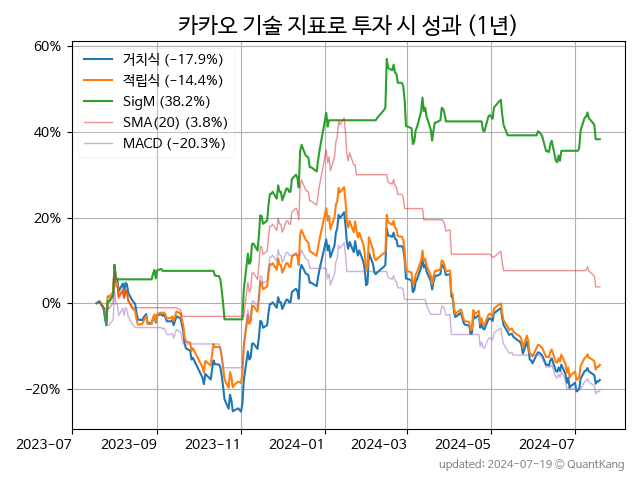 카카오 기술 지표로 투자 시 성과 (1년)
60%
40%
20%
0%
−20%
거치식 (−17.9%)
적립식 (−14.4%)
SigM (38.2%)
SMA(20) (3.8%)
MACD (−20.3%)
2023-07
2023-09
2023-11
2024-01
2024-03
2024-05
2024-07
updated: 2024-07-19 ⓒ QuantKang